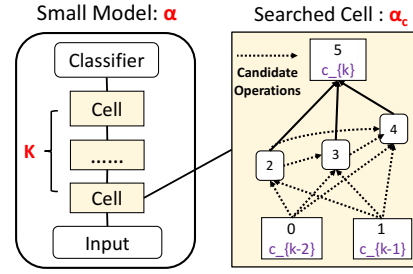 Small Model: α
Classifier
Cell
K
......
Cell
Input
Searched Cell : α_c
Candidate
Operations
5
c_{k}
4
3
2
0
c_{k-2}
1
c_{k-1}